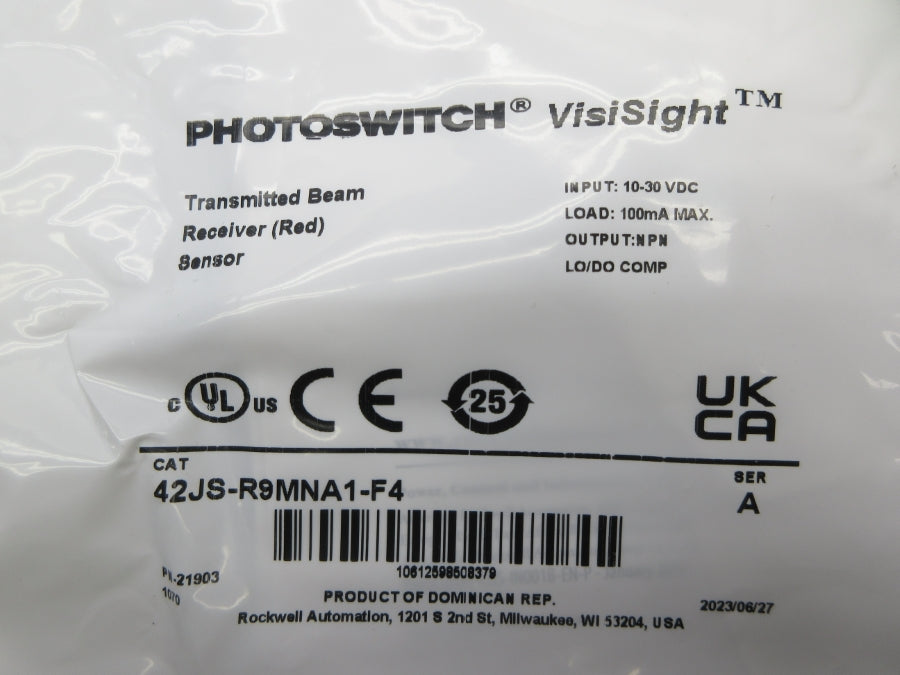 PHOTOSWITCH® VisiSight™
Transmitted Beam
Receiver (Red)
Sensor
INPUT: 10-30 VDC
LOAD: 100mA MAX.
OUTPUT:NPN
LO/DO COMP
C UL US CE 25
UK
CA
CAT
42JS-R9MNA1-F4
SER
A
10612598508379
PN-21903
1070
PRODUCT OF DOMINICAN REP.
Rockwell Automation, 1201 S 2nd St, Milwaukee, WI 53204, USA
2023/06/27